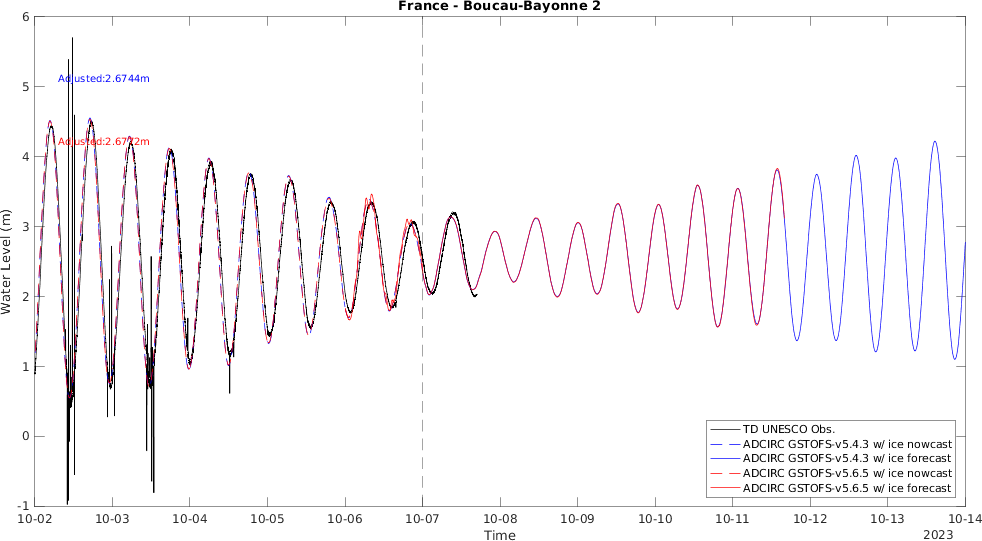 France - Boucau-Bayonne 2
6
5
4
3
2
1
0
-1
Water Level (m)
Adjusted:2.6744m
Adjusted:2.6772m
TD UNESCO Obs.
ADCIRC GSTOFS-v5.4.3 w/ ice nowcast
ADCIRC GSTOFS-v5.4.3 w/ ice forecast
ADCIRC GSTOFS-v5.6.5 w/ ice nowcast
ADCIRC GSTOFS-v5.6.5 w/ ice forecast
10-02 10-03 10-04 10-05 10-06 10-07 10-08 10-09 10-10 10-11 10-12 10-13 10-14
Time
2023